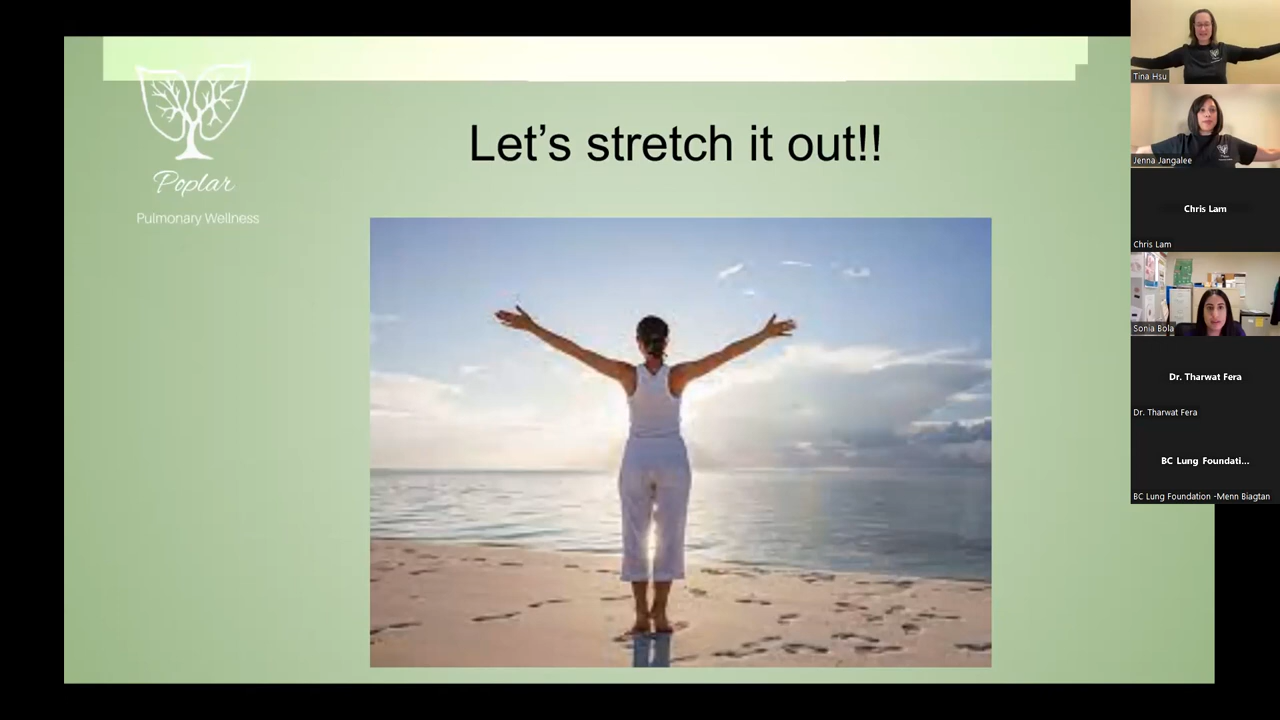 Poplar
Pulmonary Wellness
Let's stretch it out!!
Tina Hsu
Jenna Jangalee
Chris Lam
Chris Lam
Sonia Bola
Dr. Tharwat Fera
Dr. Tharwat Fera
BC Lung Foundati...
BC Lung Foundation -Menn Biagtan